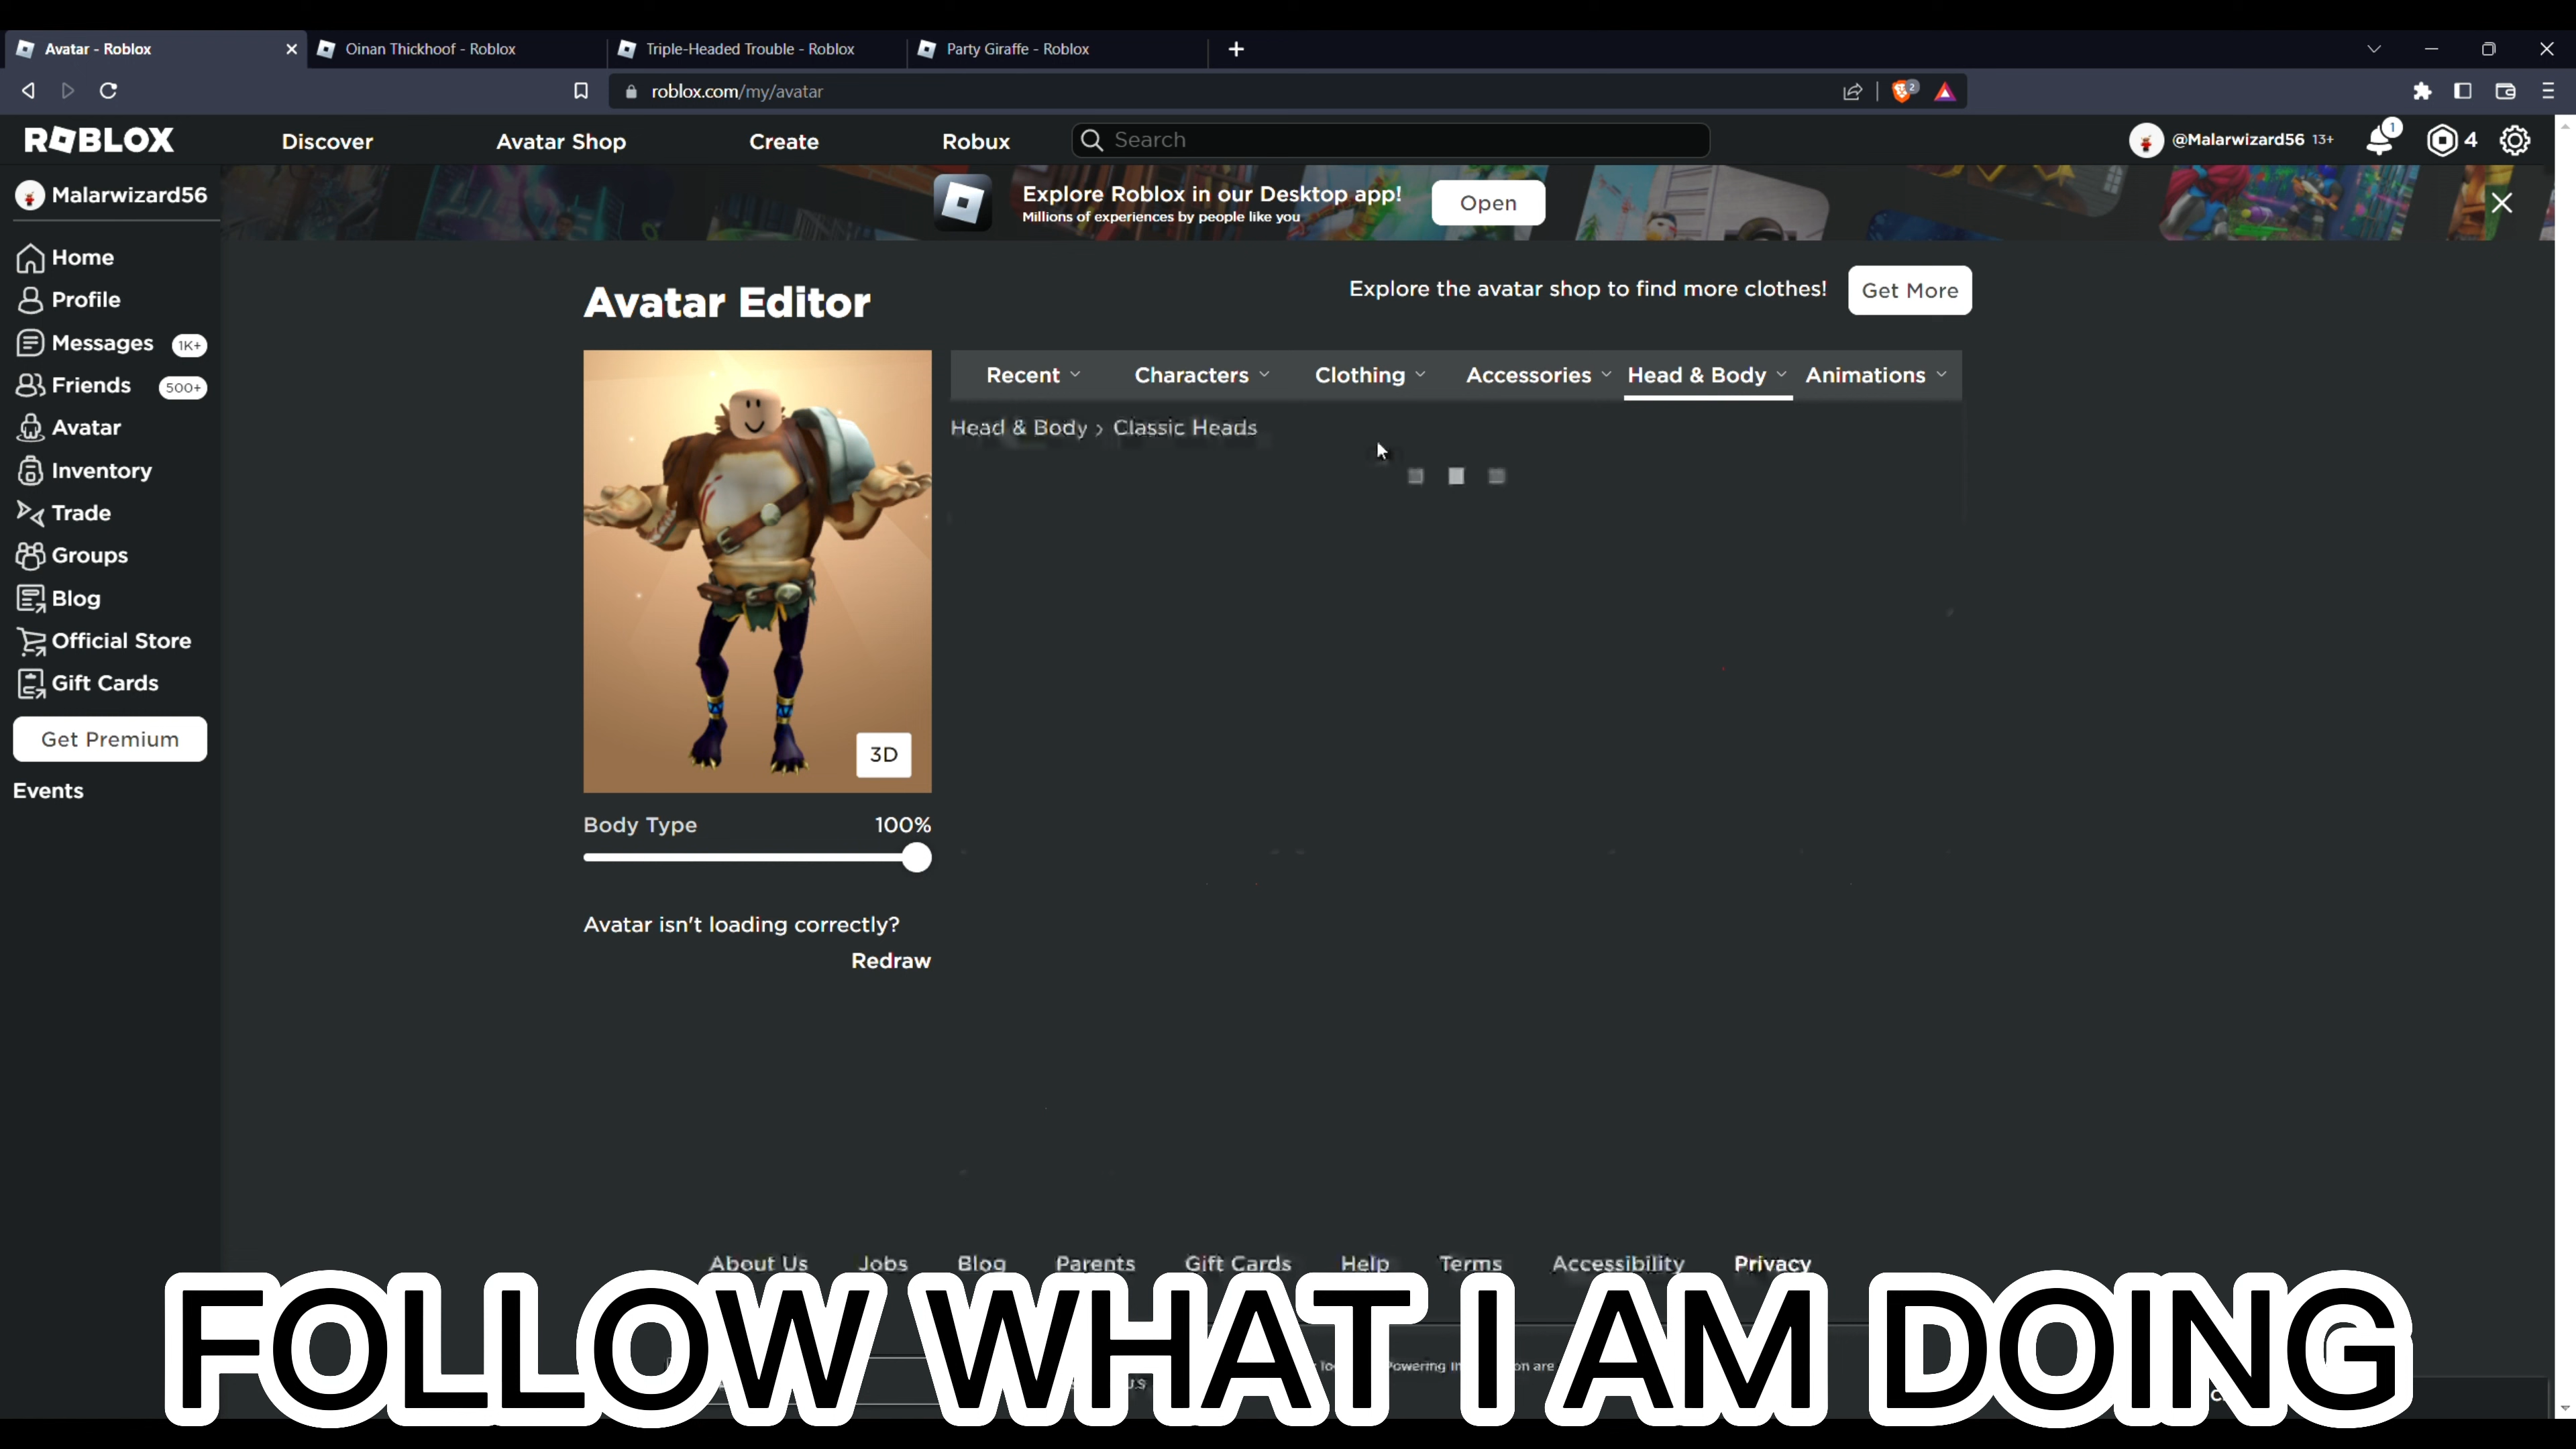 Avatar - Roblox
Oinan Thickhoof - Roblox
Triple-Headed Trouble - Roblox
Party Giraffe - Roblox
roblox.com/my/avatar
2
ROBLOX
Discover
Avatar Shop
Create
Robux
Search
@Malarwizard56 13+
1
4
Malarwizard56
Explore Roblox in our Desktop app!
Millions of experiences by people like you
Open
Home
Profile
Messages 1K+
Friends 500+
Avatar
Inventory
Trade
Groups
Blog
Official Store
Gift Cards
Get Premium
Events
Avatar Editor
Explore the avatar shop to find more clothes!
Get More
Recent
Characters
Clothing
Accessories
Head & Body
Animations
Head & Body > Classic Heads
3D
Body Type 100%
Avatar isn't loading correctly?
Redraw
About Us
Jobs
Blog
Parents
Gift Cards
Help
Terms
Accessibility
Privacy
FOLLOW WHAT I AM DOING